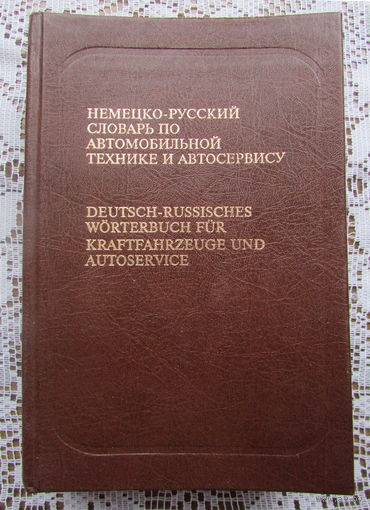 НЕМЕЦКО-РУССКИЙ
СЛОВАРЬ ПО
АВТОМОБИЛЬНОЙ
ТЕХНИКЕ И АВТОСЕРВИСУ
DEUTSCH-RUSSISCHES
WÖRTERBUCH FÜR
KRAFTFAHRZEUGE UND
AUTOSERVICE